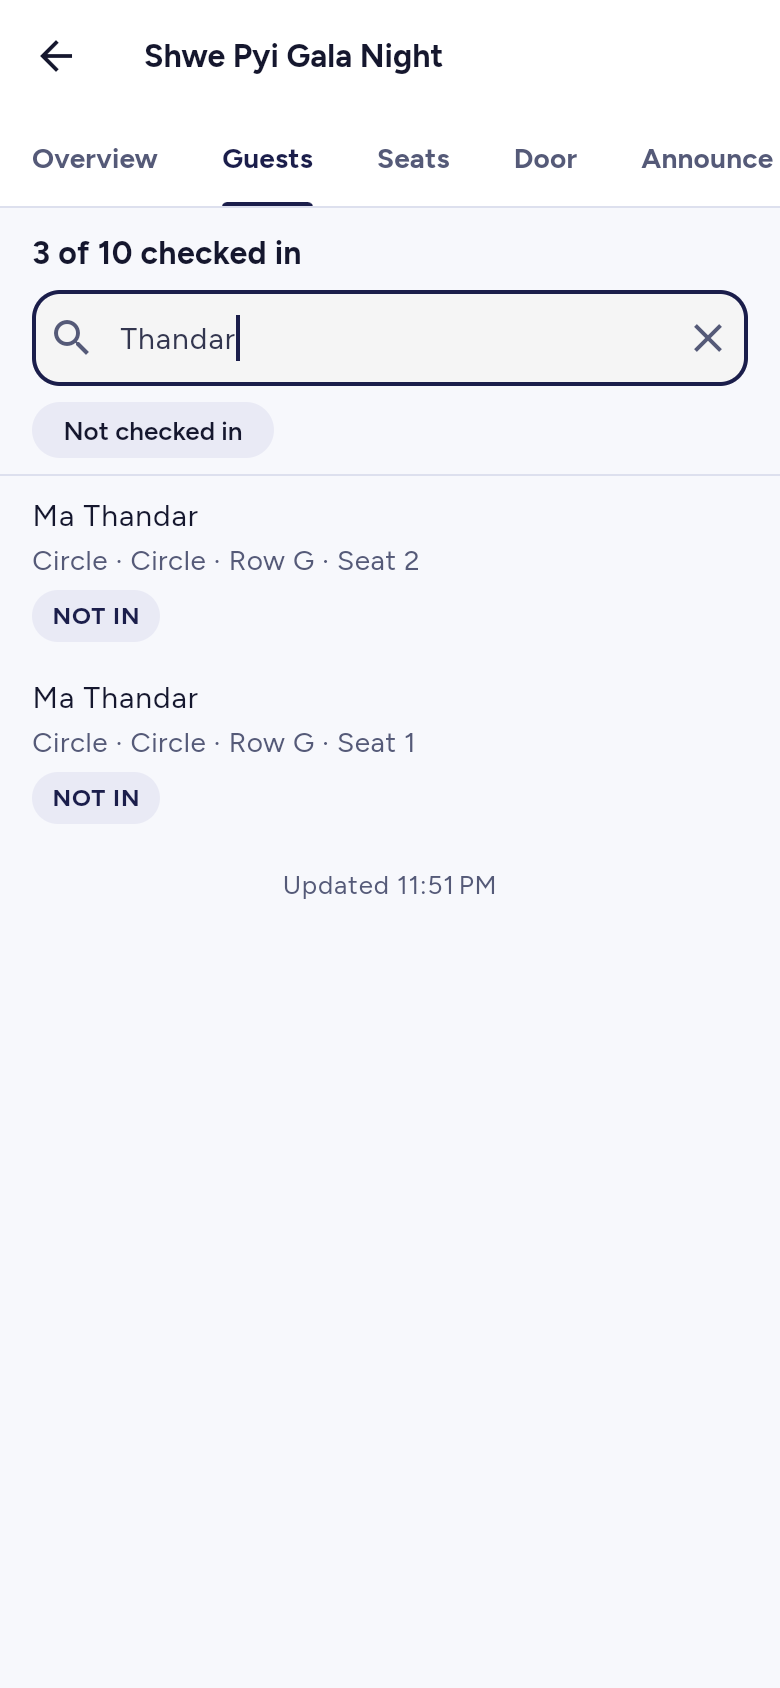 Shwe Pyi Gala Night
Overview Guests Seats Door Announce
3 of 10 checked in
Thandar
Not checked in
Ma Thandar
Circle · Circle · Row G · Seat 2
NOT IN
Ma Thandar
Circle · Circle · Row G · Seat 1
NOT IN
Updated 11:51 PM